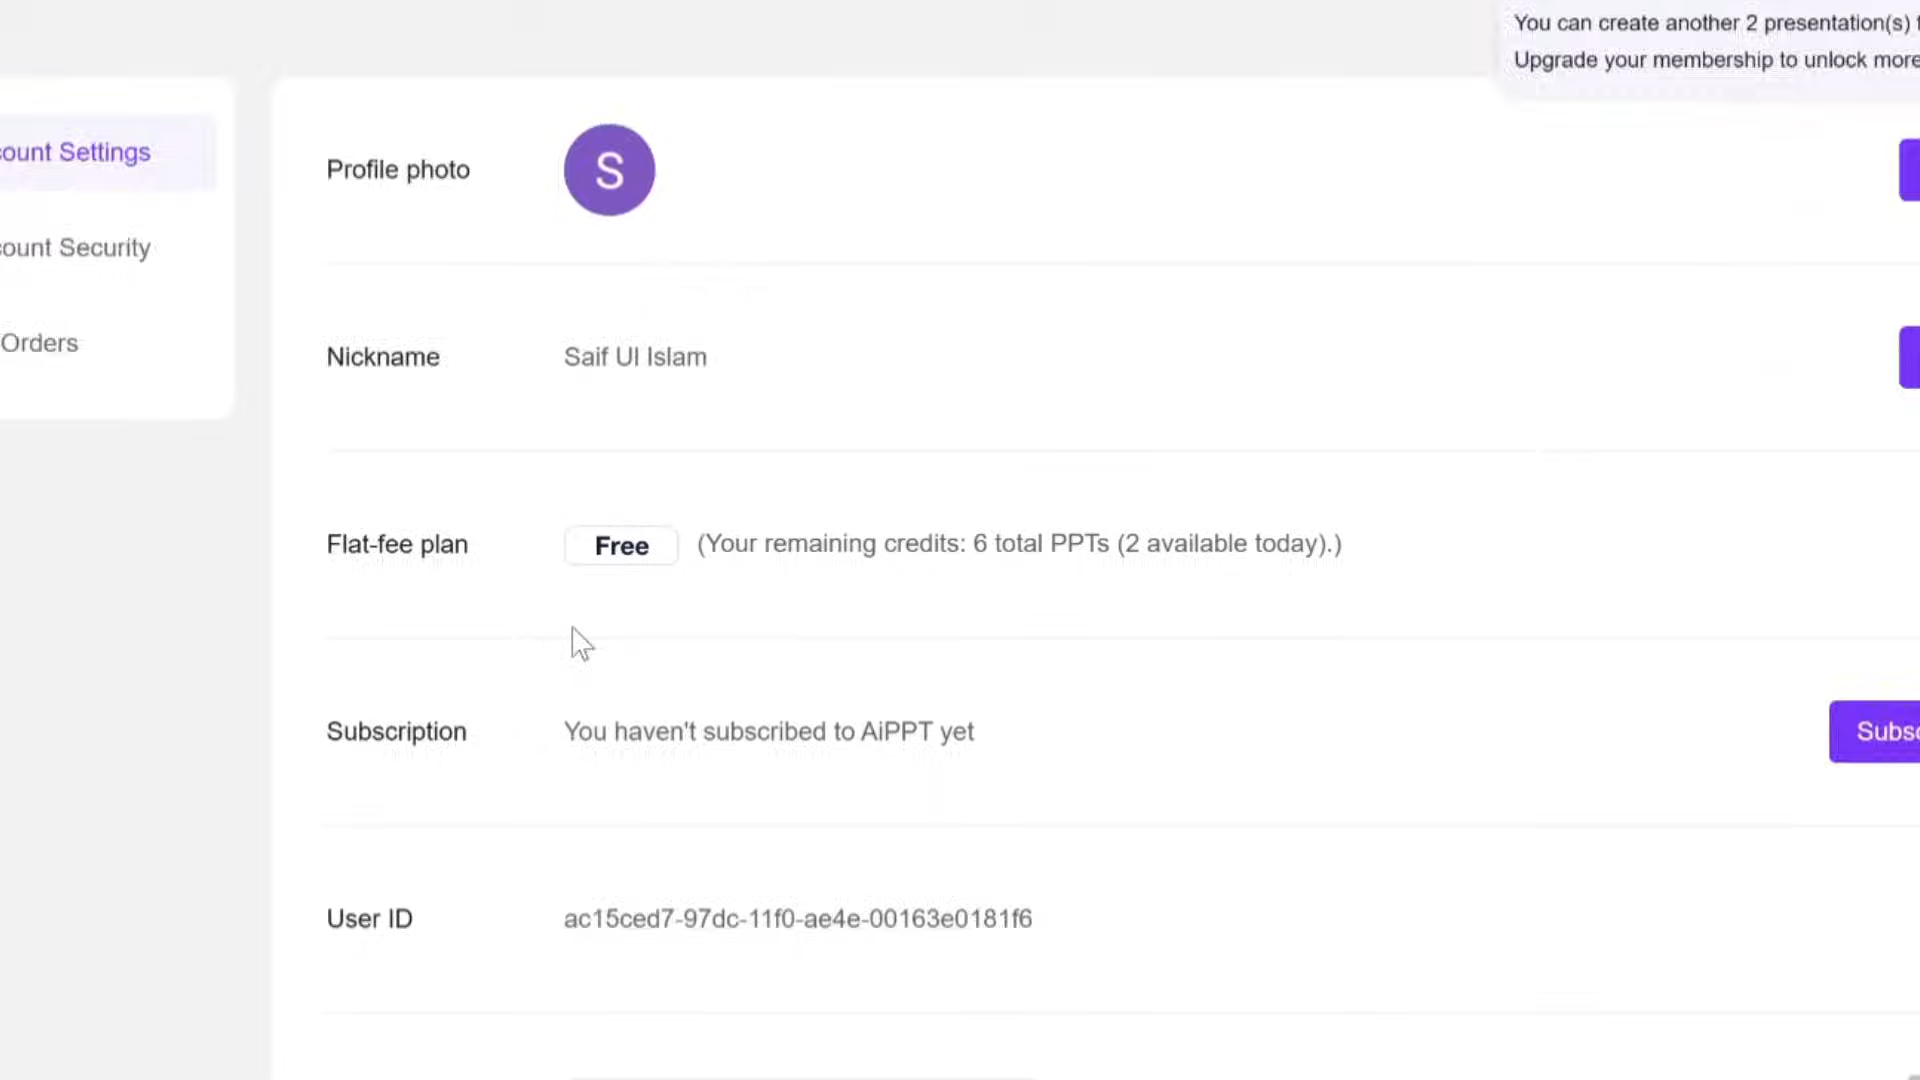 You can create another 2 presentation(s)
Upgrade your membership to unlock more
ount Settings
Profile photo
S
ount Security
Orders
Nickname
Saif Ul Islam
Flat-fee plan
Free
(Your remaining credits: 6 total PPTs (2 available today).)
Subscription
You haven't subscribed to AiPPT yet
Subsc
User ID
ac15ced7-97dc-11f0-ae4e-00163e0181f6